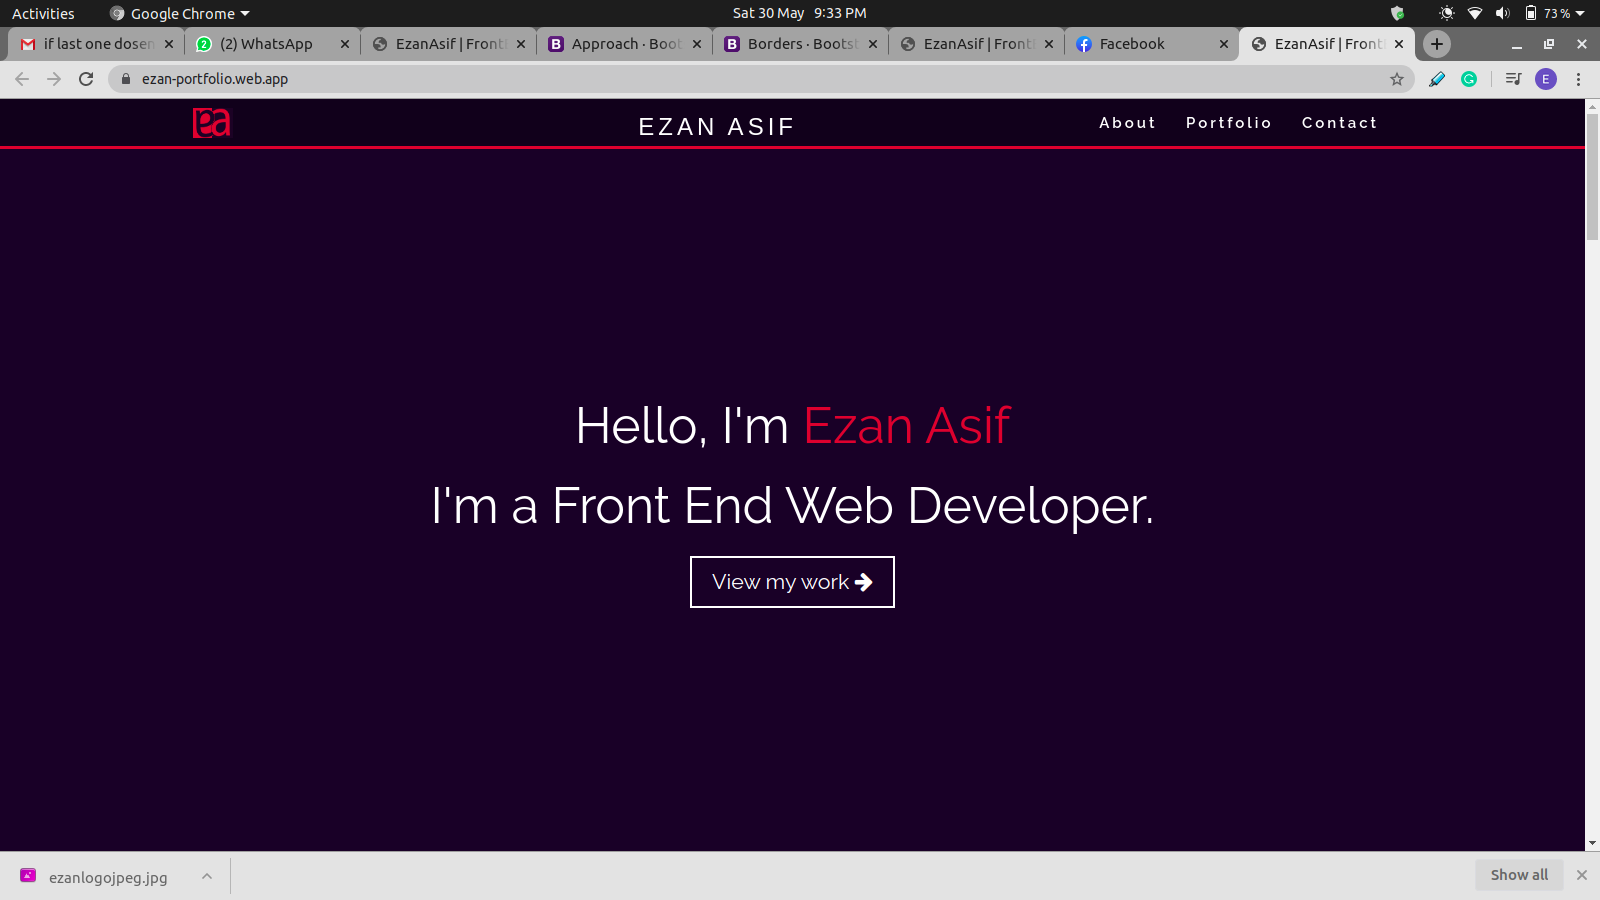 Activities Google Chrome Sat 30 May 9:33 PM 73 %
if last one dosen (2) WhatsApp EzanAsif | Front Approach · Boot Borders · Bootst EzanAsif | Front Facebook EzanAsif | Front
ezan-portfolio.web.app E
ea EZAN ASIF About Portfolio Contact
Hello, I'm Ezan Asif
I'm a Front End Web Developer.
View my work
ezanlogojpeg.jpg Show all